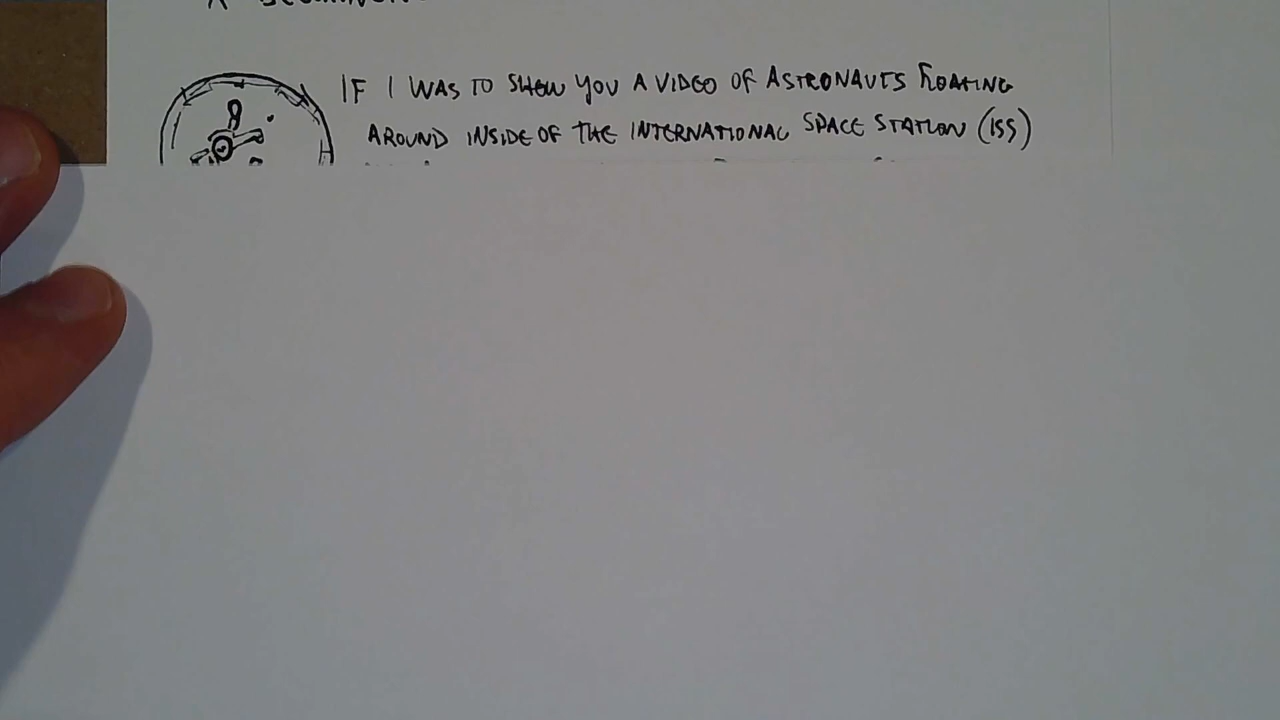 IF I WAS TO SHOW YOU A VIDEO OF ASTRONAUTS FLOATING
AROUND INSIDE OF THE INTERNATIONAL SPACE STATION (ISS)